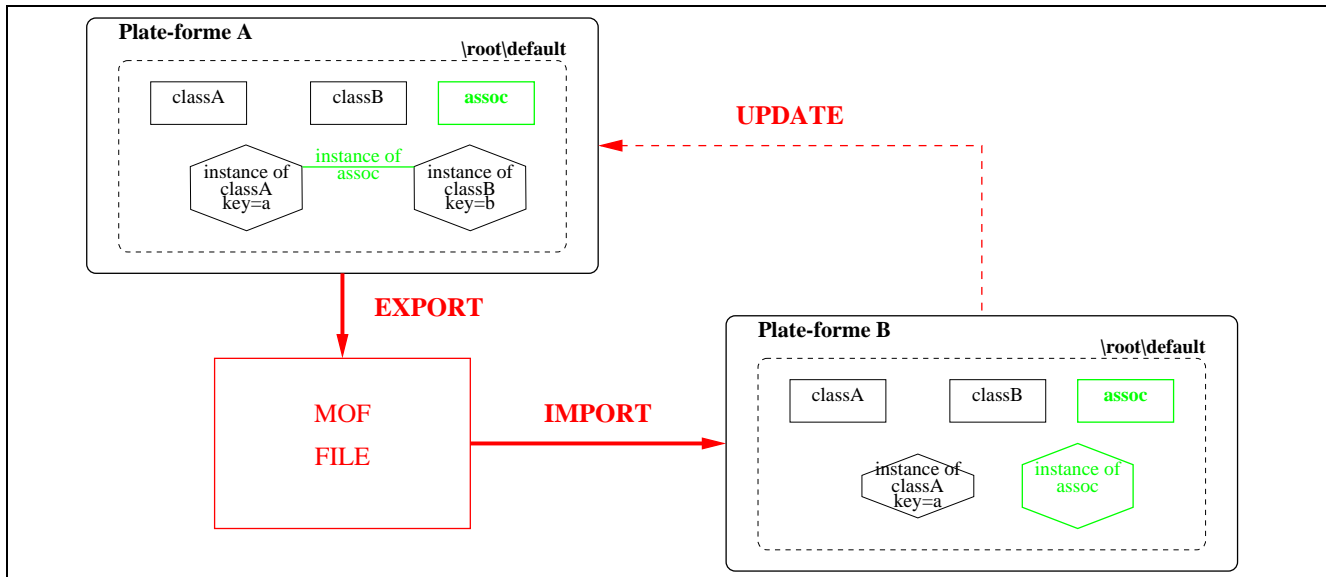 Plate-forme A
\root\default
classA
classB
assoc
instance of
assoc
instance of
classA
key=a
instance of
classB
key=b
UPDATE
EXPORT
MOF
FILE
IMPORT
Plate-forme B
\root\default
classA
classB
assoc
instance of
classA
key=a
instance of
assoc